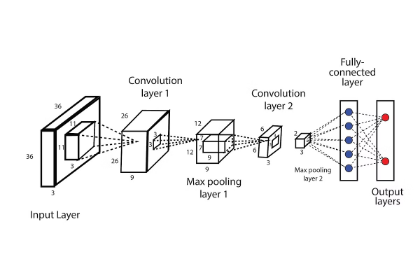 Fully-
connected
layer
Convolution
layer 1
Convolution
layer 2
36
36
3
11
11
3
26
26
9
3
3
12
12
9
9
6
6
3
2
3
Max pooling
layer 1
Max pooling
layer 2
Input Layer
Output
layers